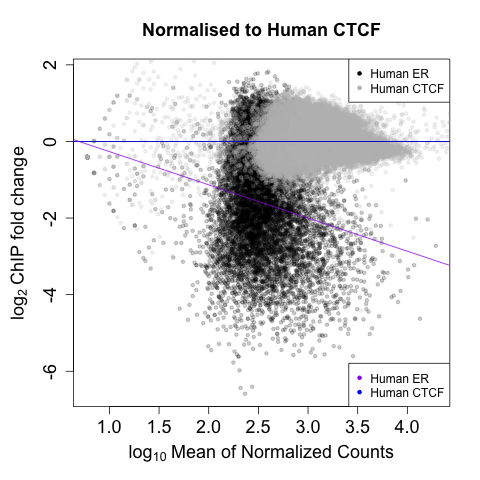 Normalised to Human CTCF
Human ER
Human CTCF
2
0
-2
-4
-6
log2 ChIP fold change
Human ER
Human CTCF
1.0 1.5 2.0 2.5 3.0 3.5 4.0
log10 Mean of Normalized Counts